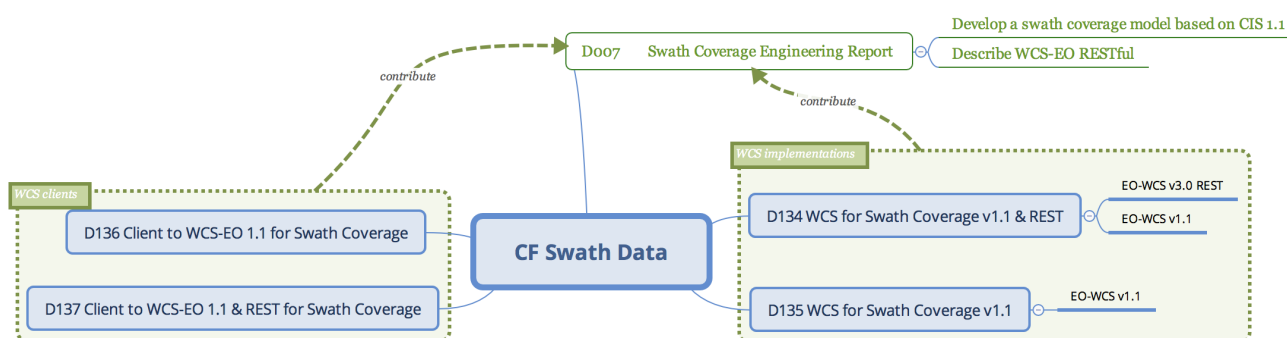 Develop a swath coverage model based on CIS 1.1
D007 Swath Coverage Engineering Report
Describe WCS-EO RESTful
contribute
contribute
WCS clients
D136 Client to WCS-EO 1.1 for Swath Coverage
D137 Client to WCS-EO 1.1 & REST for Swath Coverage
CF Swath Data
WCS implementations
D134 WCS for Swath Coverage v1.1 & REST
EO-WCS v3.0 REST
EO-WCS v1.1
D135 WCS for Swath Coverage v1.1
EO-WCS v1.1